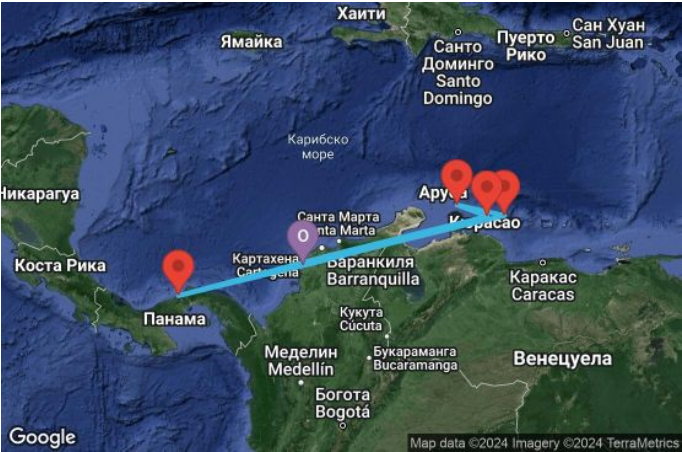 Хаити
Ямайка
Сан Хуан
San Juan
Пуерто
Рико
Санто
Доминго
Santo
Domingo
Карибско
море
Никарагуа
Аруба
Кюрасао
Санта Марта
Santa Marta
О
Картахена
Cartagena
Коста Рика
Баранкиля
Barranquilla
Каракас
Caracas
Панама
Кукута
Cúcuta
Меделин
Medellín
Букараманга
Bucaramanga
Венецуела
Богота
Bogotá
Google
Map data ©2024 Imagery ©2024 TerraMetrics